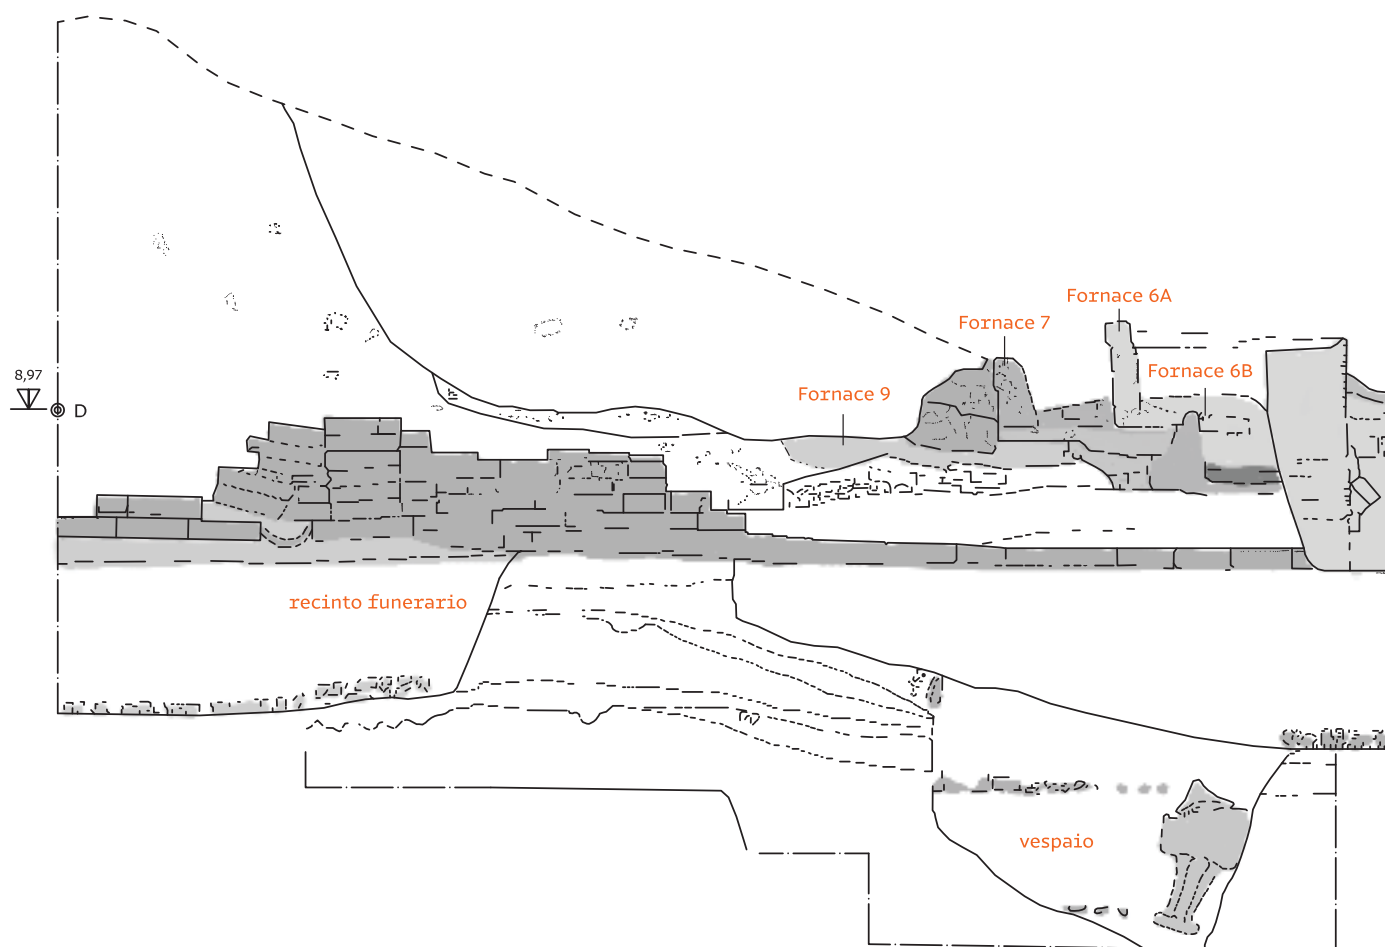 Fornace 6A
Fornace 7
Fornace 6B
8,97
Fornace 9
D
recinto funerario
vespaio